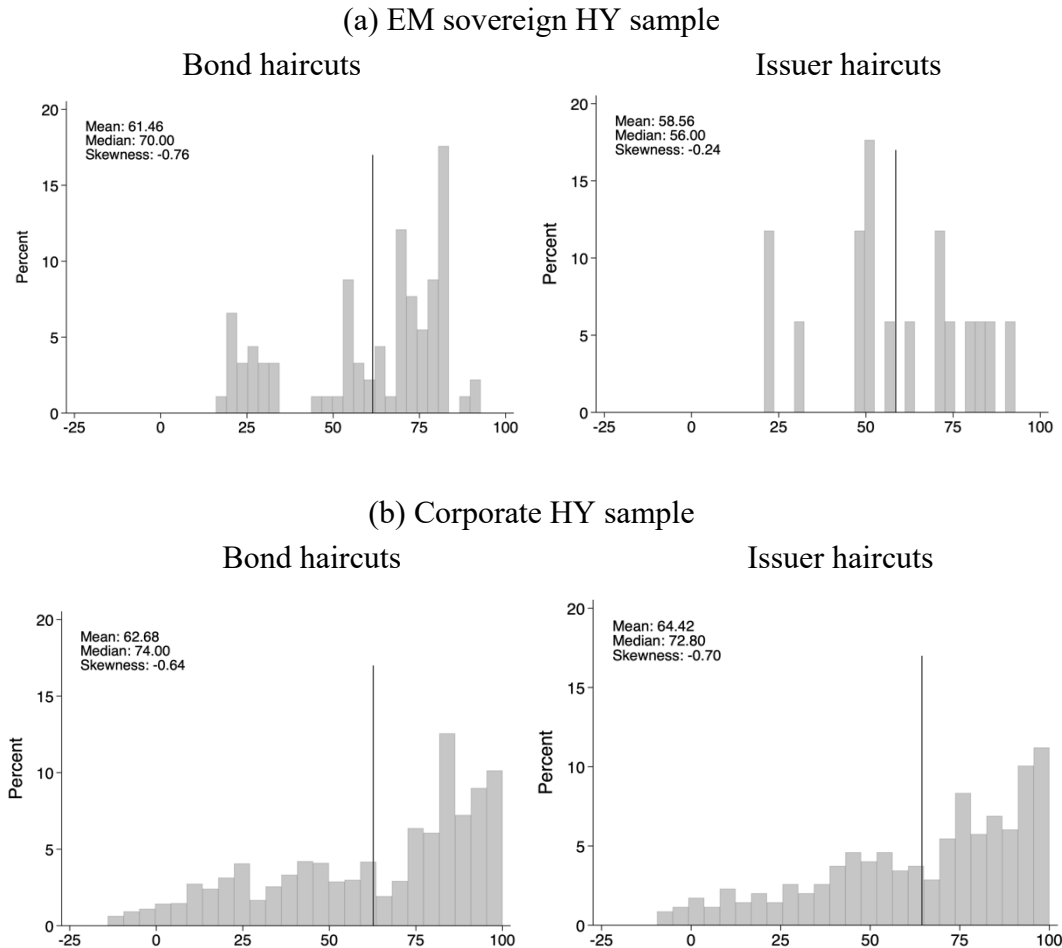 (a) EM sovereign HY sample
Bond haircuts
Issuer haircuts
Mean: 61.46
Median: 70.00
Skewness: -0.76
20
15
10
5
0
Percent
-25 0 25 50 75 100
Mean: 58.56
Median: 56.00
Skewness: -0.24
20
15
10
5
0
Percent
-25 0 25 50 75 100
(b) Corporate HY sample
Bond haircuts
Issuer haircuts
Mean: 62.68
Median: 74.00
Skewness: -0.64
20
15
10
5
0
Percent
-25 0 25 50 75 100
Mean: 64.42
Median: 72.80
Skewness: -0.70
20
15
10
5
0
Percent
-25 0 25 50 75 100